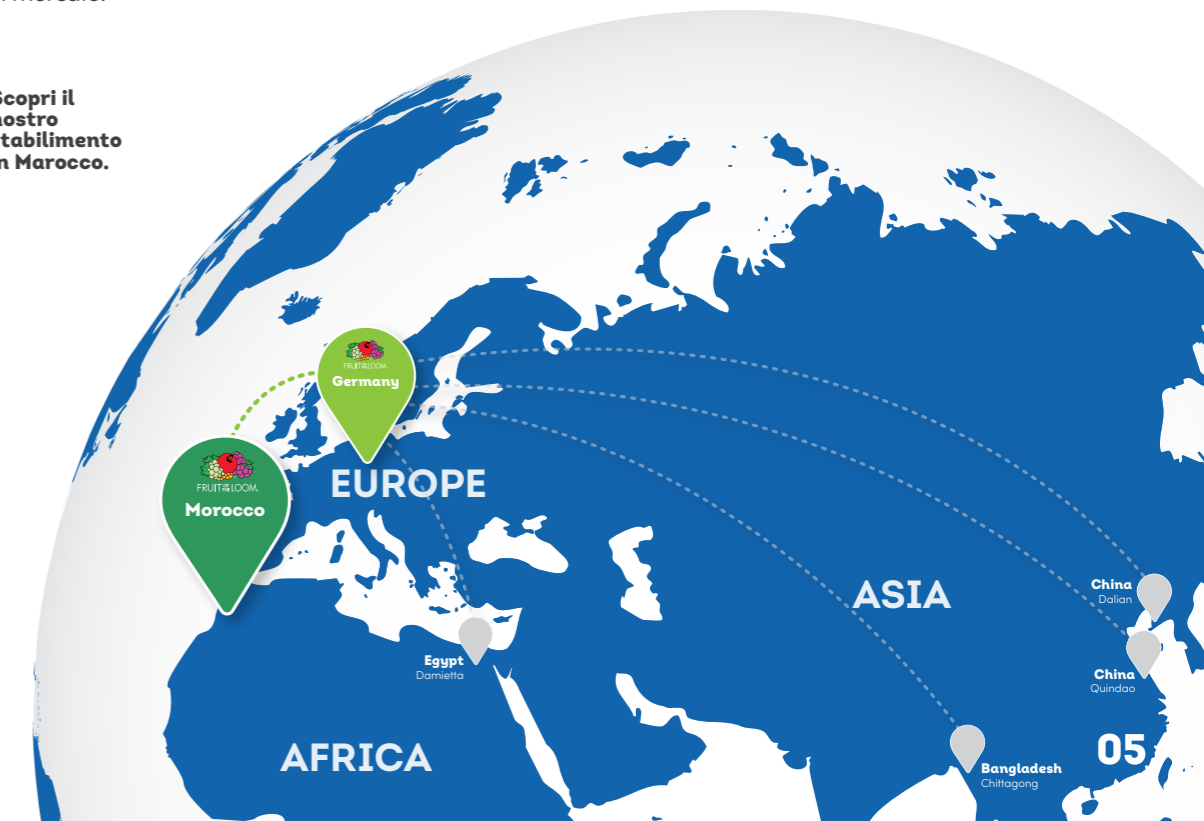 Scopri il
nostro
stabilimento
in Marocco.
FRUIT OF THE LOOM.
Germany
FRUIT OF THE LOOM.
Morocco
EUROPE
ASIA
China
Dalian
Egypt
Damietta
China
Quindao
AFRICA
05
Bangladesh
Chittagong